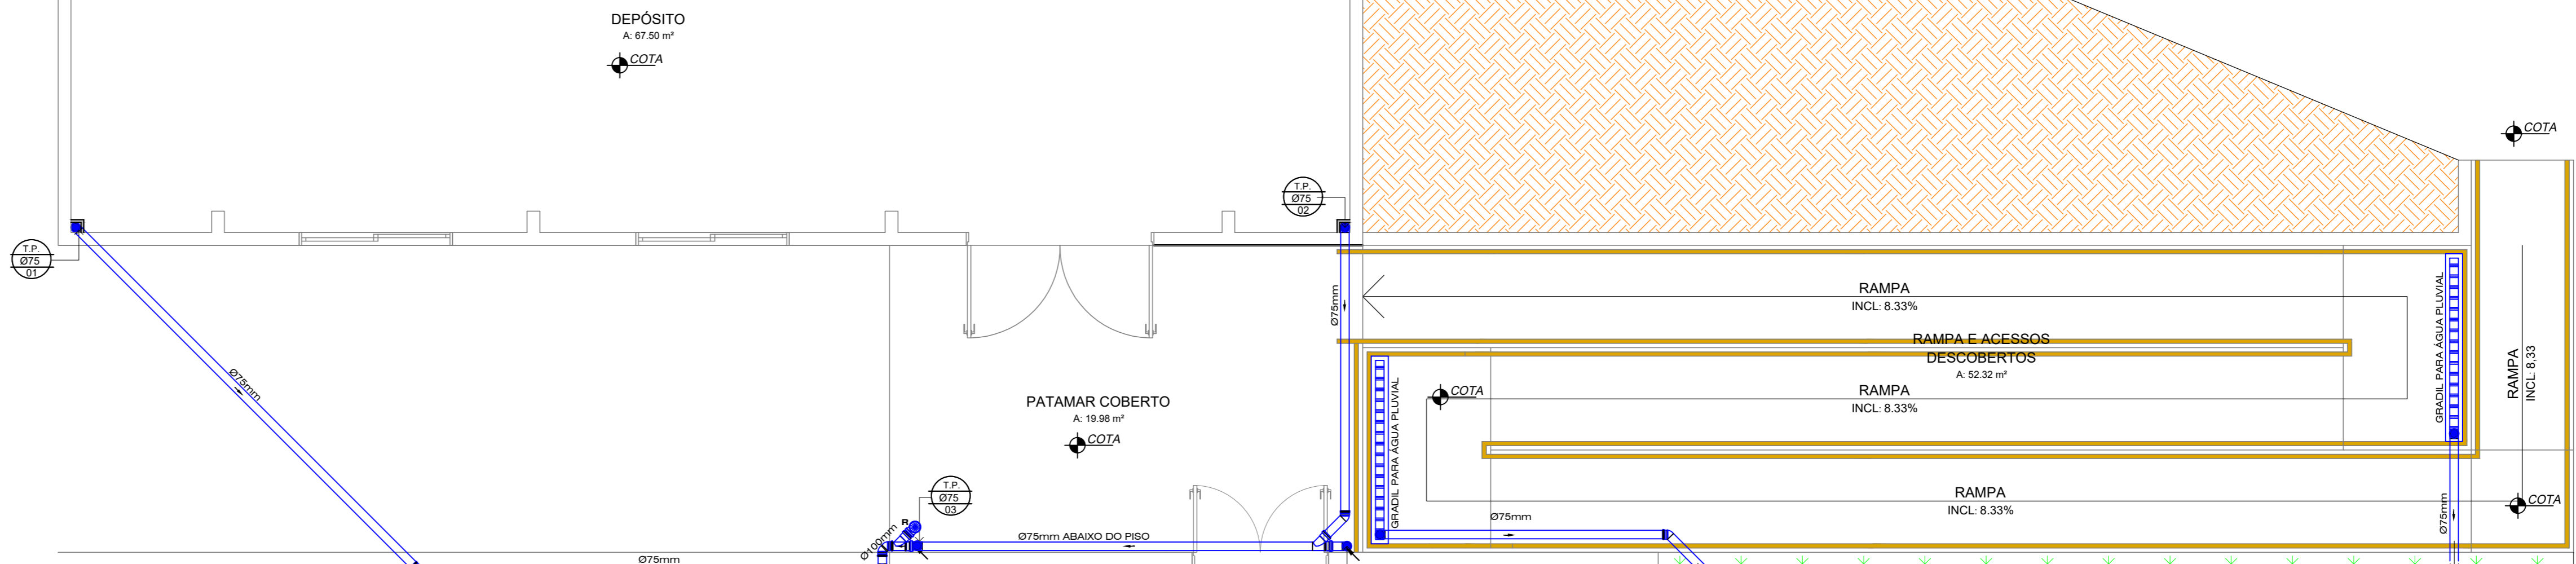 DEPÓSITO
A: 67.50 m²
COTA
COTA
T.P.
Ø75
02
T.P.
Ø75
01
Ø75mm
RAMPA
INCL: 8.33%
GRADIL PARA ÁGUA PLUVIAL
RAMPA
INCL: 8,33
RAMPA E ACESSOS
DESCOBERTOS
A: 52.32 m²
Ø75mm
PATAMAR COBERTO
A: 19.98 m²
COTA
GRADIL PARA ÁGUA PLUVIAL
COTA
RAMPA
INCL: 8.33%
T.P.
Ø75
03
R
Ø100mm
Ø75mm ABAIXO DO PISO
Ø75mm
RAMPA
INCL: 8.33%
Ø75mm
COTA
Ø75mm